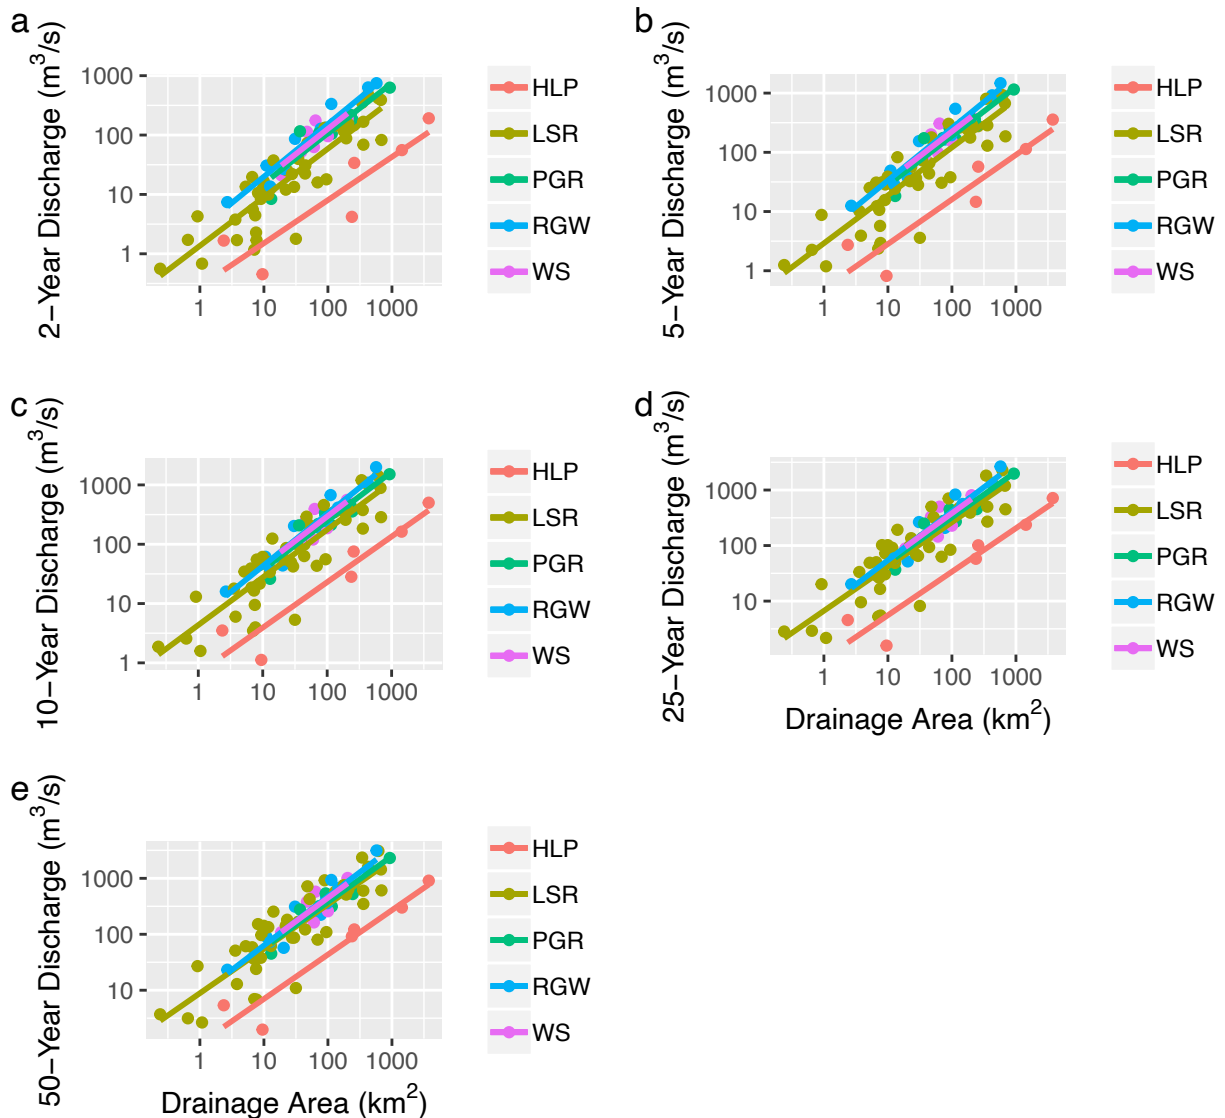 a
2−Year Discharge (m³/s)
1000
100
10
1
1 10 100 1000
HLP
LSR
PGR
RGW
WS
b
5−Year Discharge (m³/s)
1000
100
10
1
1 10 100 1000
HLP
LSR
PGR
RGW
WS
c
10−Year Discharge (m³/s)
1000
100
10
1
1 10 100 1000
HLP
LSR
PGR
RGW
WS
d
25−Year Discharge (m³/s)
1000
100
10
1 10 100 1000
Drainage Area (km²)
HLP
LSR
PGR
RGW
WS
e
50−Year Discharge (m³/s)
1000
100
10
1 10 100 1000
Drainage Area (km²)
HLP
LSR
PGR
RGW
WS